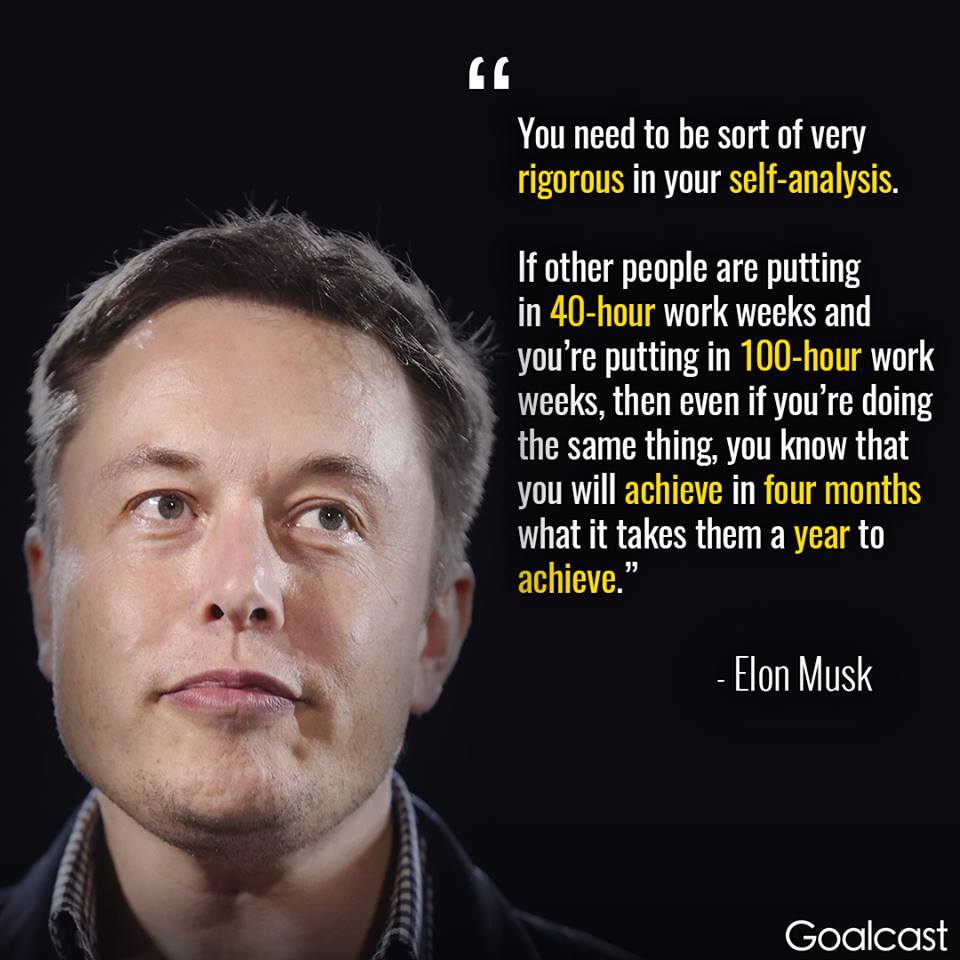 “
You need to be sort of very
rigorous in your self-analysis.
If other people are putting
in 40-hour work weeks and
you’re putting in 100-hour work
weeks, then even if you’re doing
the same thing, you know that
you will achieve in four months
what it takes them a year to
achieve.”
- Elon Musk
Goalcast